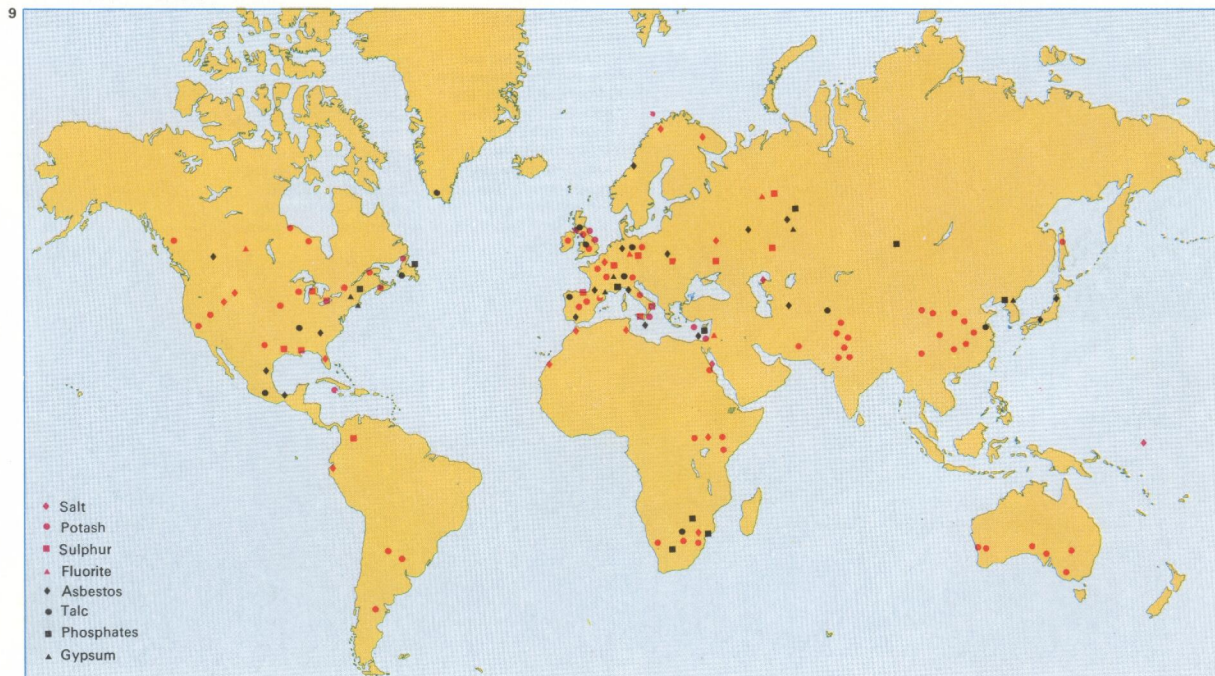 9
Salt
Potash
Sulphur
Fluorite
Asbestos
Talc
Phosphates
Gypsum